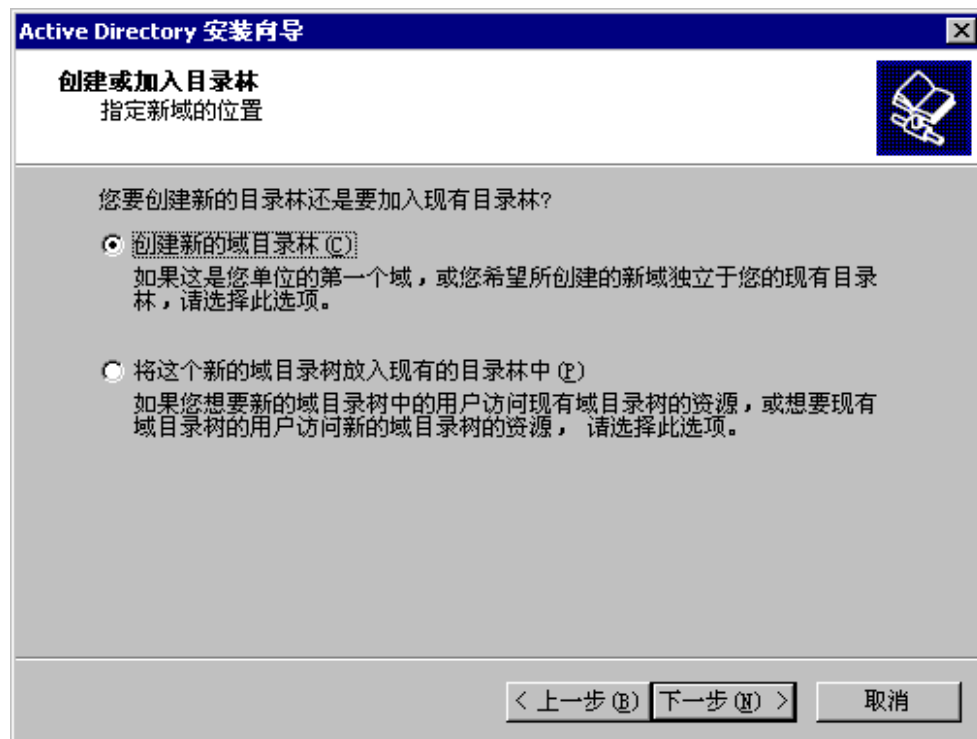 Active Directory 安装向导
创建或加入目录林
指定新域的位置
您要创建新的目录林还是要加入现有目录林?
创建新的域目录林(C)
如果这是您单位的第一个域，或您希望所创建的新域独立于您的现有目录
林，请选择此选项。
将这个新的域目录树放入现有的目录林中(P)
如果您想要新的域目录树中的用户访问现有域目录树的资源，或想要现有
域目录树的用户访问新的域目录树的资源， 请选择此选项。
< 上一步(B) 下一步(N) > 取消